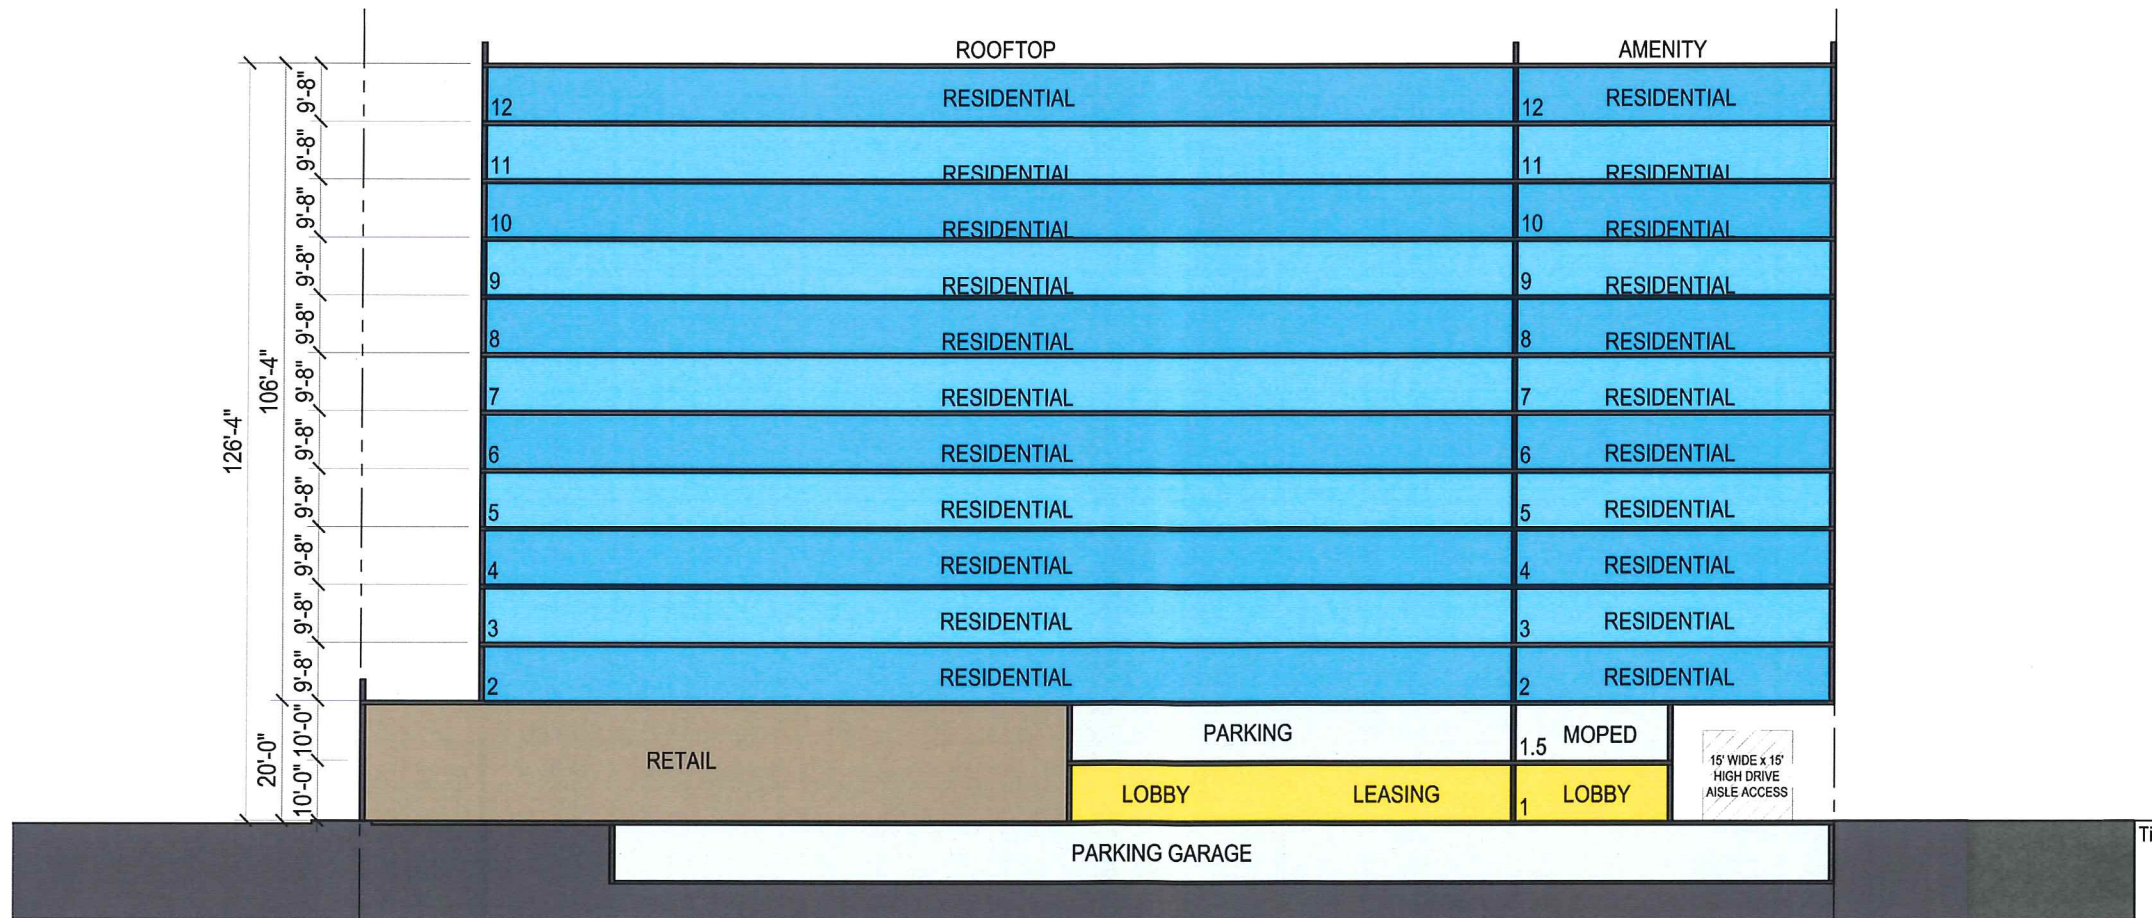 ROOFTOP AMENITY
9'-8" 12 RESIDENTIAL 12 RESIDENTIAL
9'-8" 11 RESIDENTIAL 11 RESIDENTIAL
9'-8" 10 RESIDENTIAL 10 RESIDENTIAL
9'-8" 9 RESIDENTIAL 9 RESIDENTIAL
9'-8" 8 RESIDENTIAL 8 RESIDENTIAL
126'-4" 106'-4" 9'-8" 7 RESIDENTIAL 7 RESIDENTIAL
9'-8" 6 RESIDENTIAL 6 RESIDENTIAL
9'-8" 5 RESIDENTIAL 5 RESIDENTIAL
9'-8" 4 RESIDENTIAL 4 RESIDENTIAL
9'-8" 3 RESIDENTIAL 3 RESIDENTIAL
9'-8" 2 RESIDENTIAL 2 RESIDENTIAL
20'-0" 10'-0" RETAIL PARKING 1.5 MOPED
10'-0" LOBBY LEASING 1 LOBBY
15' WIDE x 15'
HIGH DRIVE
AISLE ACCESS
PARKING GARAGE
Ti